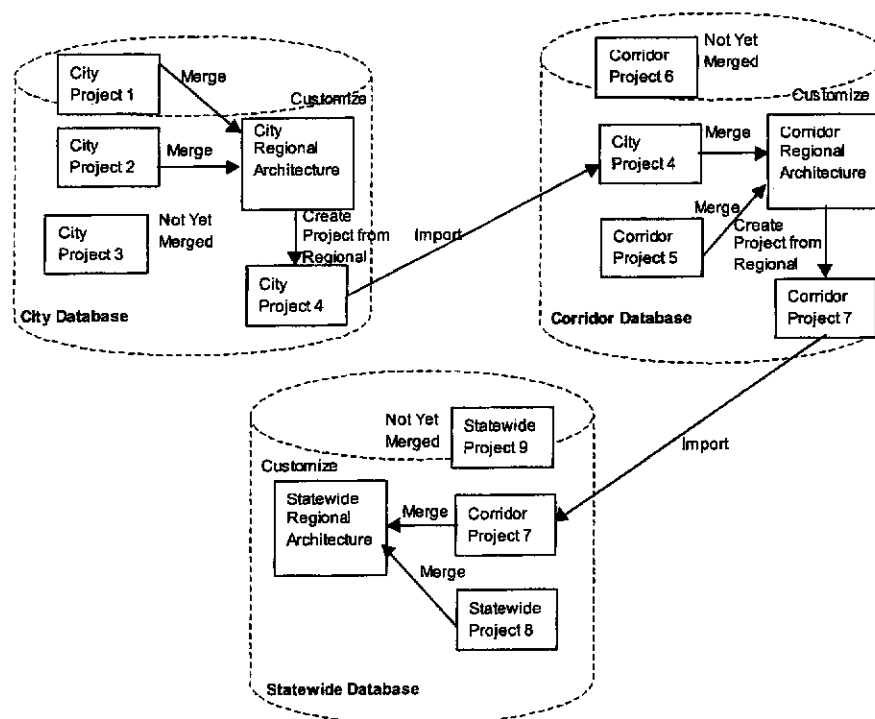 City
Project 1
Merge
Customize
City
Project 2
Merge
City
Regional
Architecture
City
Project 3
Not Yet
Merged
Create
Project from
Regional
City
Project 4
City Database
Import
Corridor
Project 6
Not Yet
Merged
Customize
City
Project 4
Merge
Corridor
Regional
Architecture
Merge
Corridor
Project 5
Create
Project from
Regional
Corridor
Project 7
Corridor Database
Import
Not Yet
Merged
Statewide
Project 9
Customize
Statewide
Regional
Architecture
Merge
Corridor
Project 7
Merge
Statewide
Project 8
Statewide Database